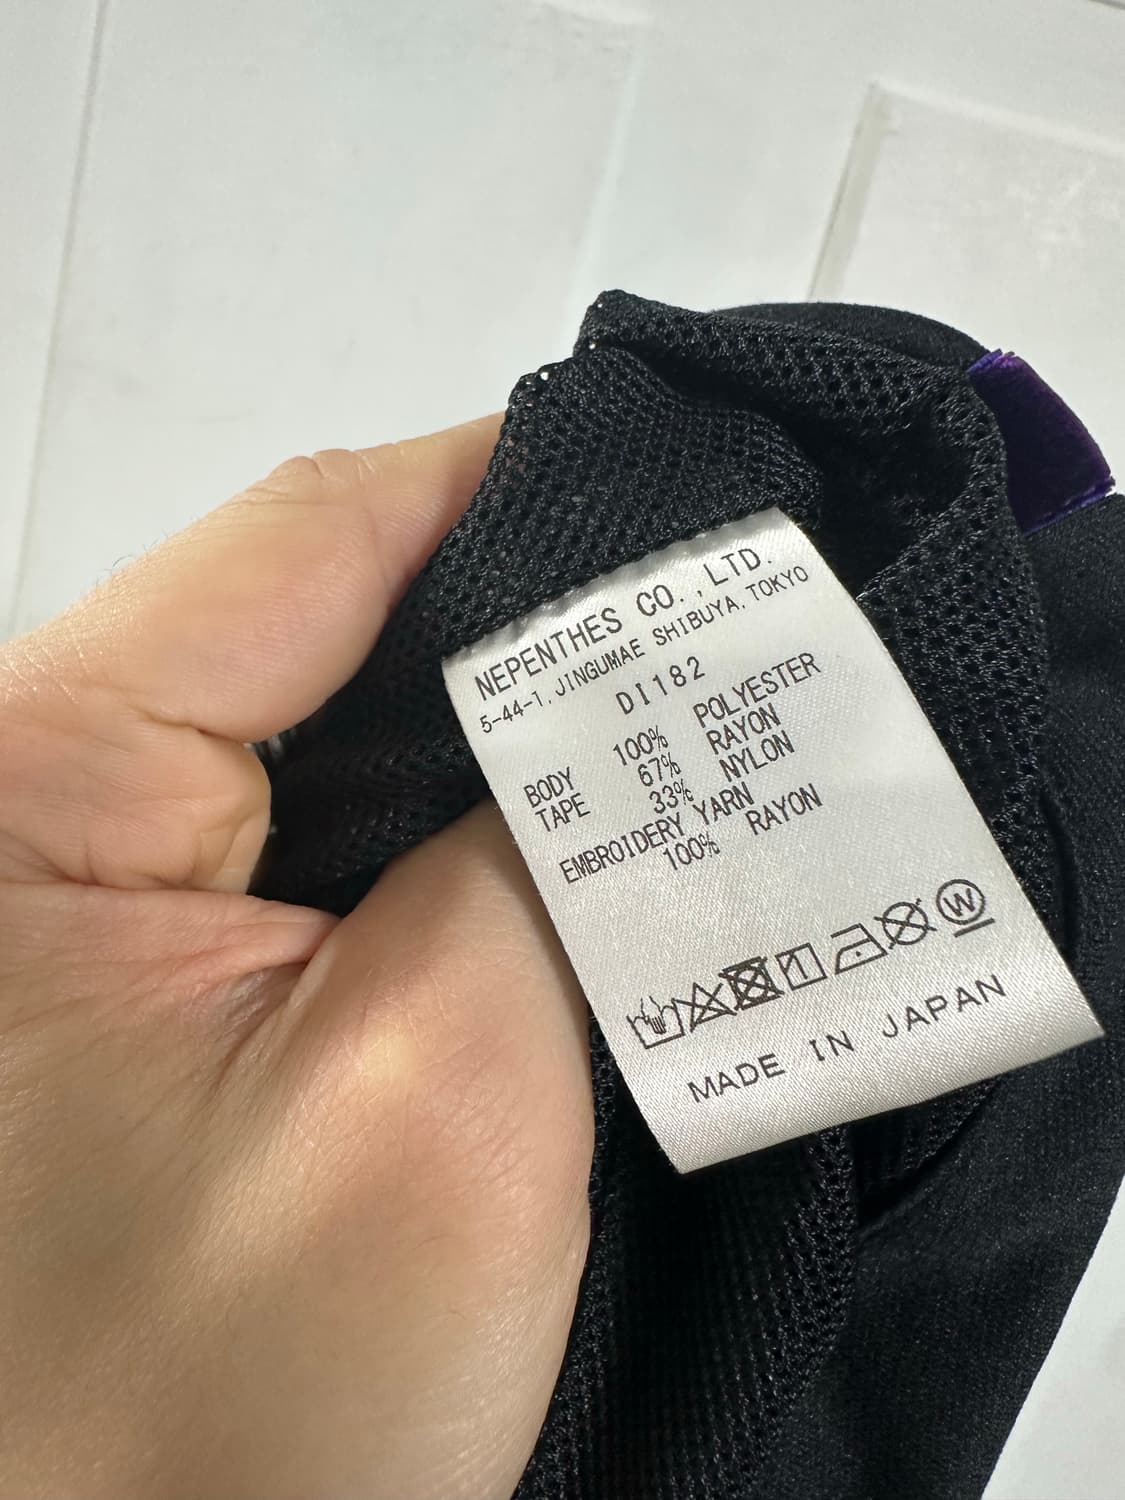 NEPENTHES CO.,LTD.
5-44-1, JINGUMAE SHIBUYA, TOKYO
DI182
BODY 100% POLYESTER
TAPE 67% RAYON
33% NYLON
EMBROIDERY YARN
100% RAYON
W
MADE IN JAPAN